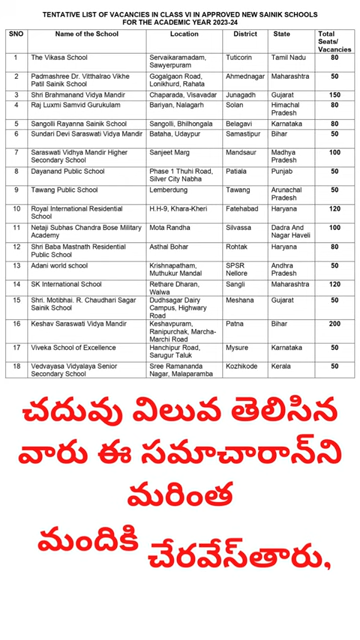 TENTATIVE LIST OF VACANCIES IN CLASS VI IN APPROVED NEW SAINIK SCHOOLS
FOR THE ACADEMIC YEAR 2023-24
SNO Name of the School Location District State Total Seats/ Vacancies
1 The Vikasa School Servaikaramadam, Sawyerpuram Tuticorin Tamil Nadu 80
2 Padmashree Dr. Vitthalrao Vikhe Patil Sainik School Gogalgaon Road, Lonikhurd, Rahata Ahmednagar Maharashtra 50
3 Shri Brahmanand Vidya Mandir Chaparada, Visavadar Junagadh Gujarat 150
4 Raj Luxmi Samvid Gurukulam Bariyan, Nalagarh Solan Himachal Pradesh 80
5 Sangolli Rayanna Sainik School Sangolli, Bhilhongala Belagavi Karnataka 80
6 Sundari Devi Saraswati Vidya Mandir Bataha, Udaypur Samastipur Bihar 50
7 Saraswati Vidhya Mandir Higher Secondary School Sanjeet Marg Mandsaur Madhya Pradesh 100
8 Dayanand Public School Phase 1 Thuhi Road, Silver City Nabha Patiala Punjab 50
9 Tawang Public School Lemberdung Tawang Arunachal Pradesh 50
10 Royal International Residential School H.H-9, Khara-Kheri Fatehabad Haryana 120
11 Netaji Subhas Chandra Bose Military Academy Mota Randha Silvassa Dadra And Nagar Haveli 100
12 Shri Baba Mastnath Residential Public School Asthal Bohar Rohtak Haryana 80
13 Adani world school Krishnapatham, Muthukur Mandal SPSR Nellore Andhra Pradesh 50
14 SK International School Rethare Dharan, Walwa Sangli Maharashtra 120
15 Shri. Motibhai. R. Chaudhari Sagar Sainik School Dudhsagar Dairy Campus, Highwary Road Meshana Gujarat 50
16 Keshav Saraswati Vidya Mandir Keshavpuram, Ranipurchak, Marcha-Marchi Road Patna Bihar 200
17 Viveka School of Excellence Hanchipur Road, Sarugur Taluk Mysure Karnataka 50
18 Vedvayasa Vidyalaya Senior Secondary School Sree Ramananda Nagar, Malaparamba Kozhikode Kerala 50
చదువు విలువ తెలిసిన
వారు ఈ సమాచారాన్ని
మరింత
మందికి చేరవేస్తారు,